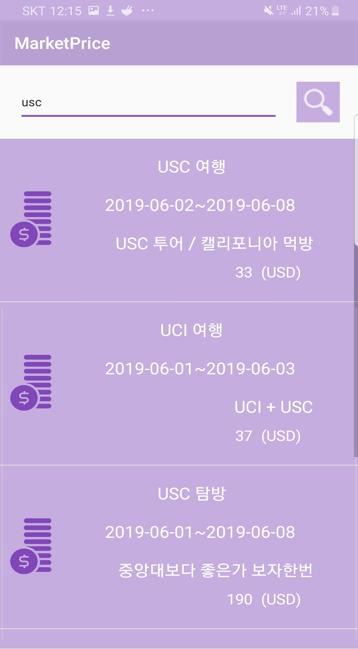 SKT 12:15 ... LTE 21%
MarketPrice
usc
USC 여행
2019-06-02~2019-06-08
USC 투어 / 캘리포니아 먹방
33 (USD)
UCI 여행
2019-06-01~2019-06-03
UCI + USC
37 (USD)
USC 탐방
2019-06-01~2019-06-08
중앙대보다 좋은가 보자한번
190 (USD)